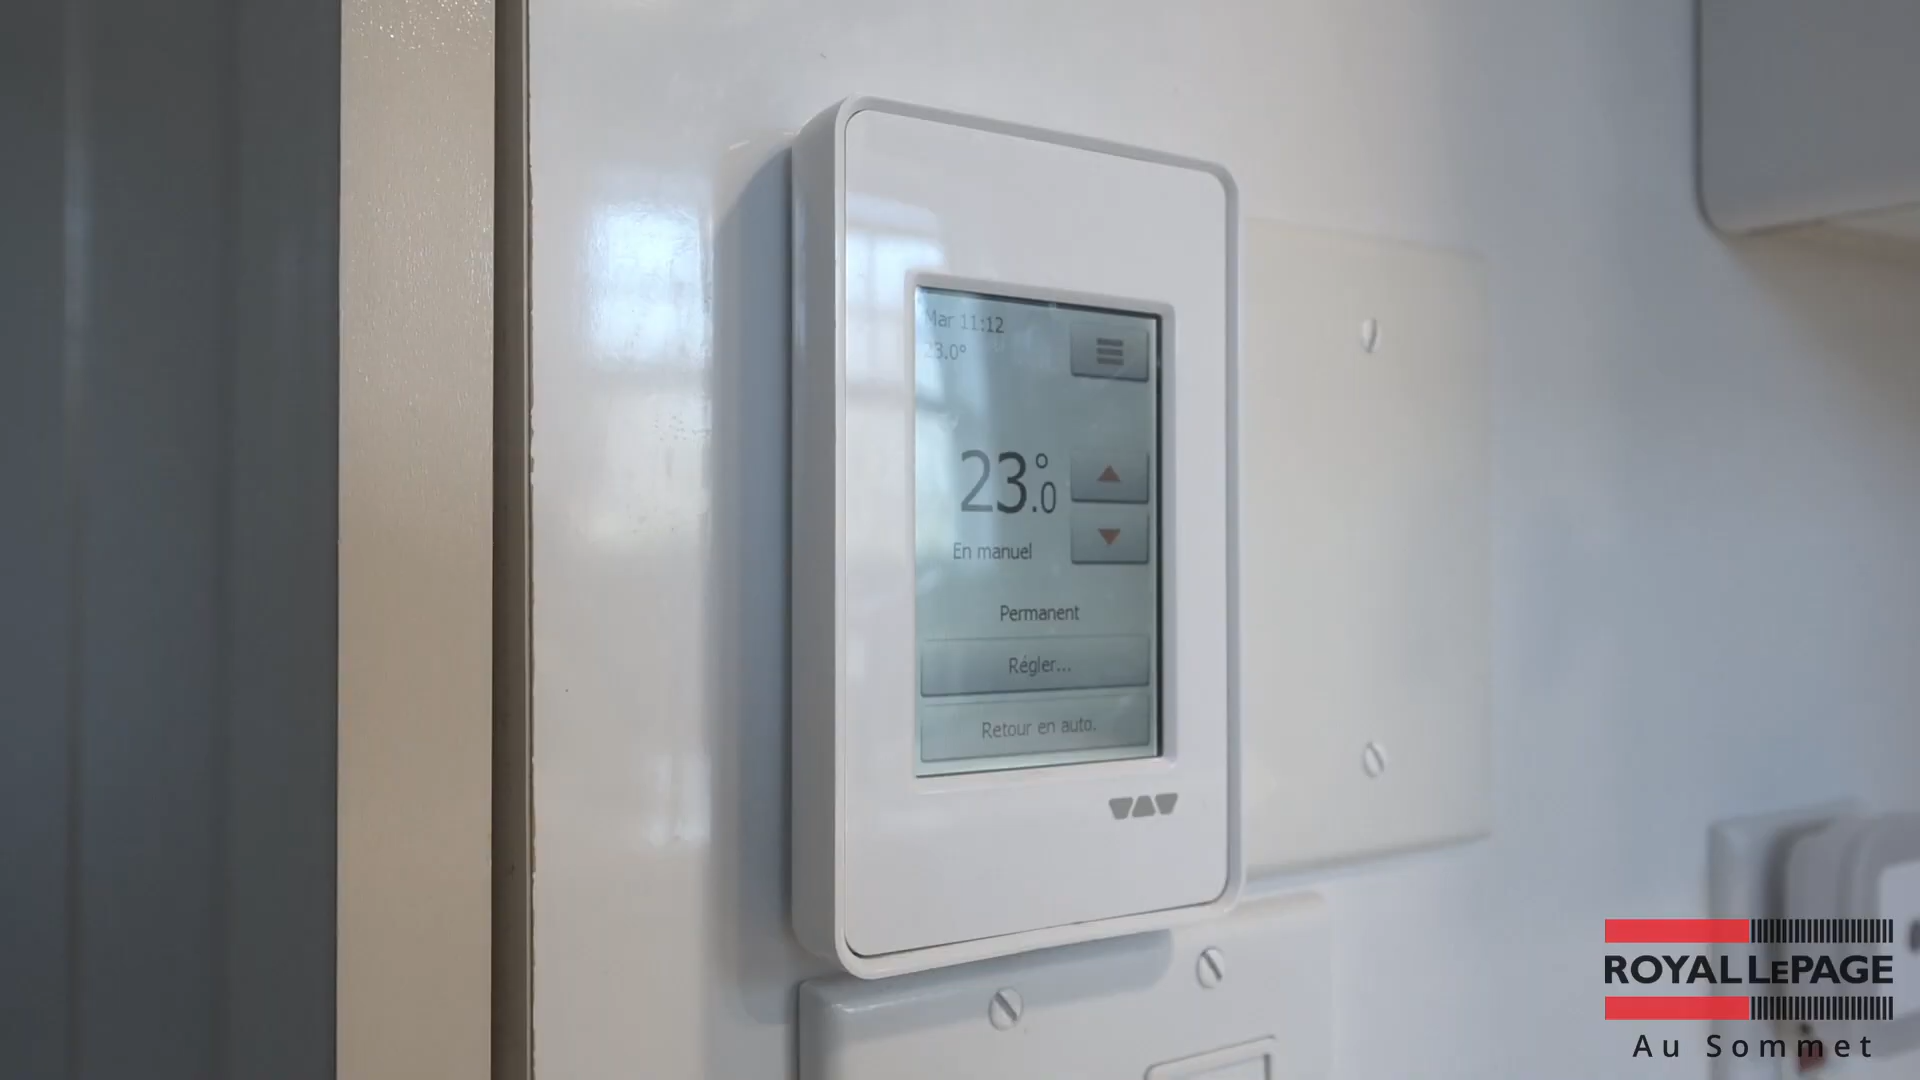 Mar 11:12
23.0°
23.0°
En manuel
Permanent
Régler...
Retour en auto.
ROYAL LEPAGE
Au Sommet